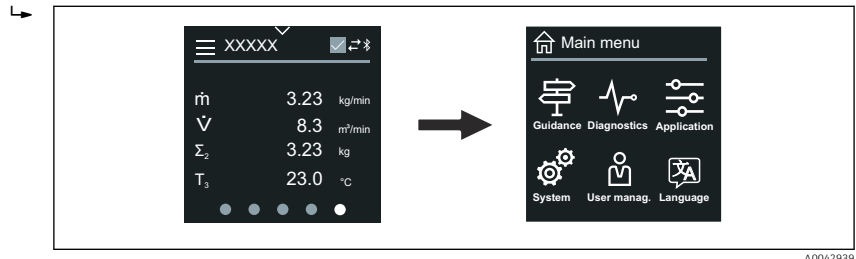 XXXXX
ṁ 3.23 kg/min
V̇ 8.3 m³/min
Σ₂ 3.23 kg
T₃ 23.0 °C
Main menu
Guidance Diagnostics Application
System User manag. Language
A0042939